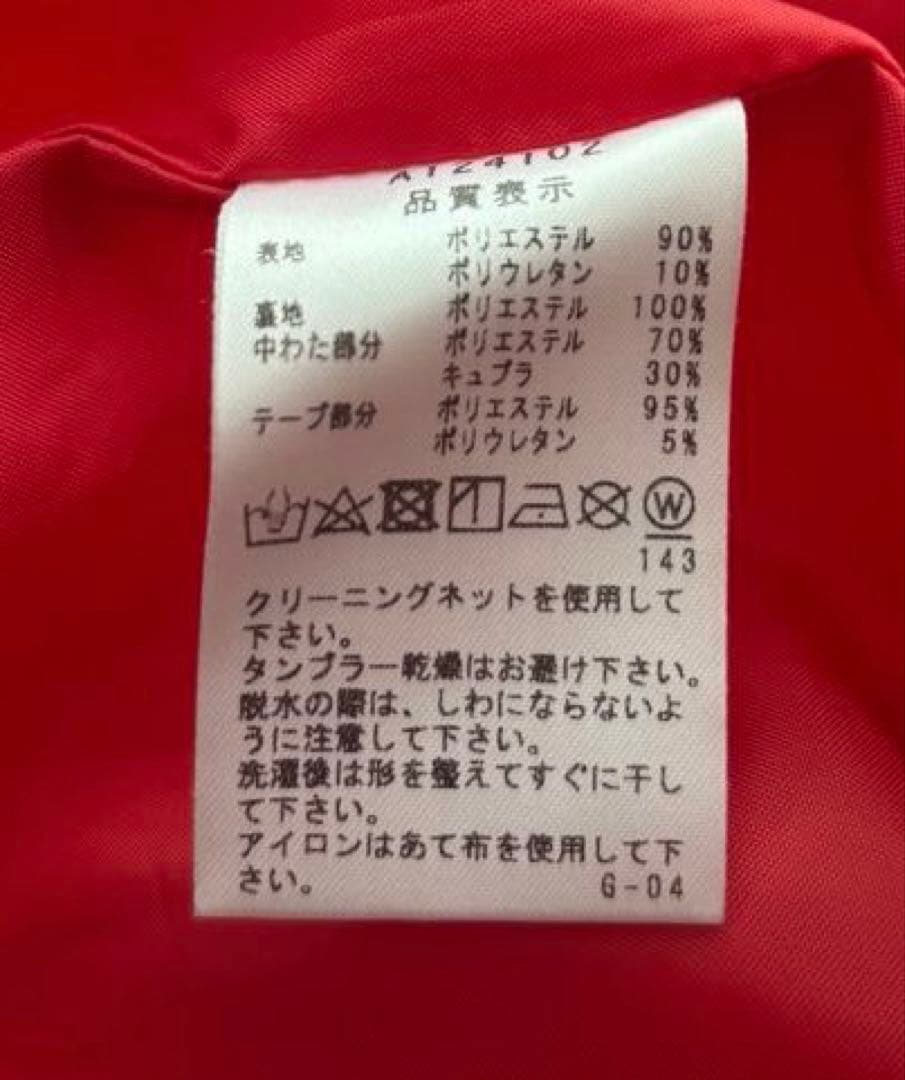 A124102
品質表示
表地 ポリエステル 90%
ポリウレタン 10%
裏地 ポリエステル 100%
中わた部分 ポリエステル 70%
キュプラ 30%
テープ部分 ポリエステル 95%
ポリウレタン 5%
W
143
クリーニングネットを使用して
下さい。
タンブラー乾燥はお避け下さい。
脱水の際は、しわにならないよ
うに注意して下さい。
洗濯後は形を整えてすぐに干し
て下さい。
アイロンはあて布を使用して下
さい。 G-04